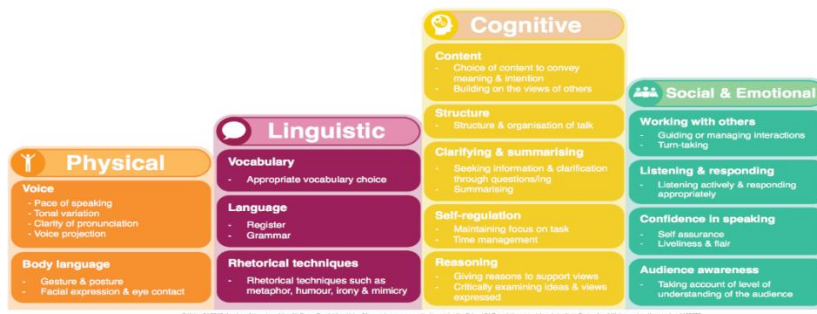 Physical
Voice
- Pace of speaking
- Tonal variation
- Clarity of pronunciation
- Voice projection
Body language
- Gesture & posture
- Facial expression & eye contact
Linguistic
Vocabulary
- Appropriate vocabulary choice
Language
- Register
- Grammar
Rhetorical techniques
- Rhetorical techniques such as
metaphor, humour, irony & mimicry
Cognitive
Content
- Choice of content to convey
meaning & intention
- Building on the views of others
Structure
- Structure & organisation of talk
Clarifying & summarising
- Seeking information & clarification
through questions/ing
- Summarising
Self-regulation
- Maintaining focus on task
- Time management
Reasoning
- Giving reasons to support views
- Critically examining ideas & views
expressed
Social & Emotional
Working with others
- Guiding or managing interactions
- Turn-taking
Listening & responding
- Listening actively & responding
appropriately
Confidence in speaking
- Self assurance
- Liveliness & flair
Audience awareness
- Taking account of level of
understanding of the audience